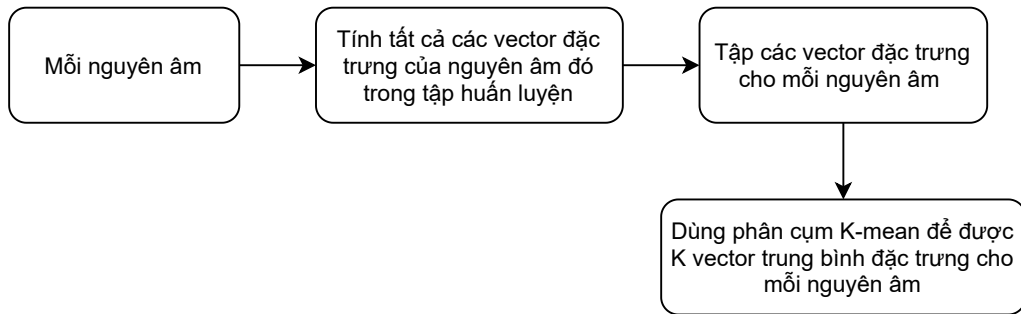 Mỗi nguyên âm
Tính tất cả các vector đặc
trưng của nguyên âm đó
trong tập huấn luyện
Tập các vector đặc trưng
cho mỗi nguyên âm
Dùng phân cụm K-mean để được
K vector trung bình đặc trưng cho
mỗi nguyên âm